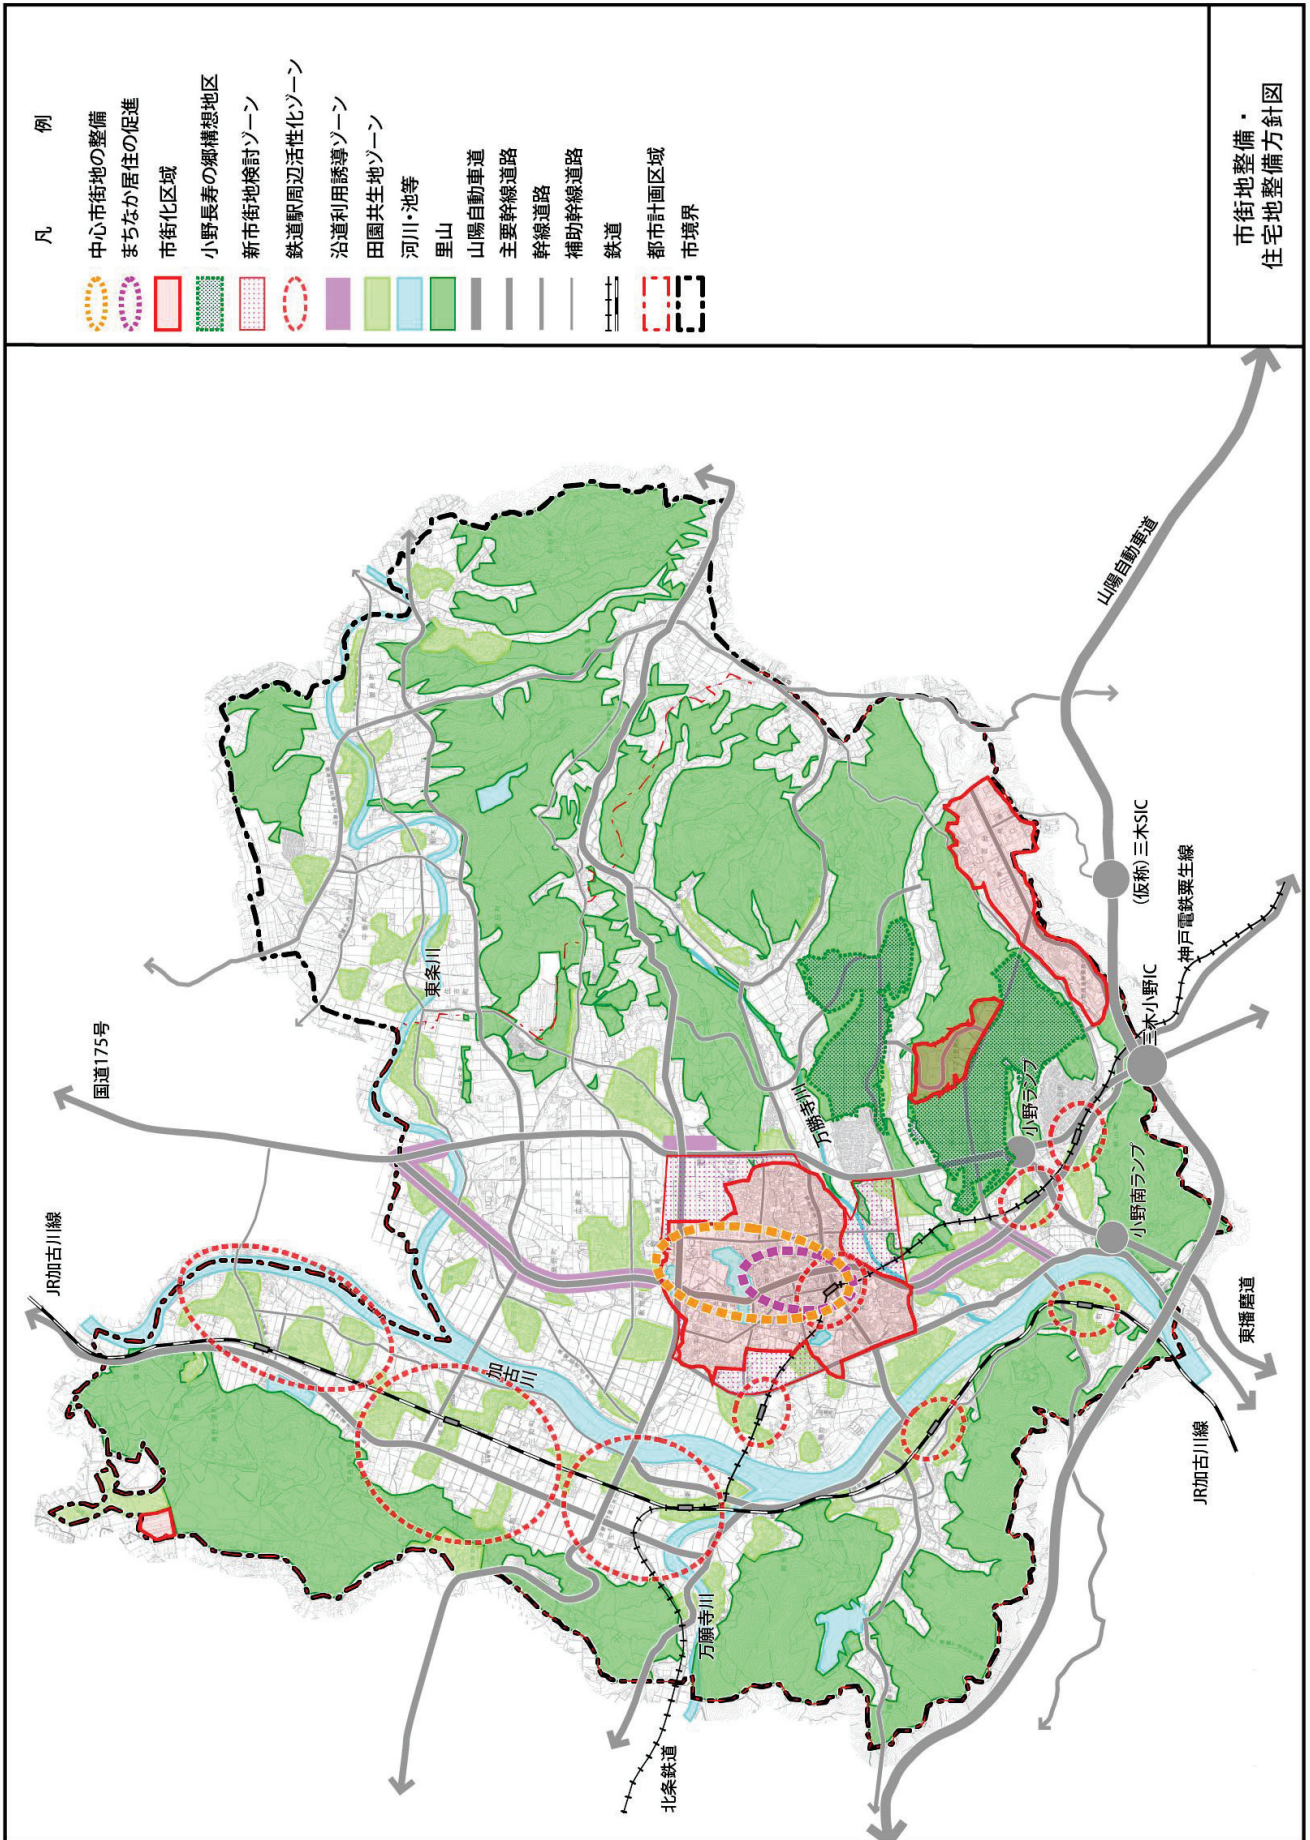 凡　例
中心市街地の整備
まちなか居住の促進
市街化区域
小野長寿の郷構想地区
新市街地検討ゾーン
鉄道駅周辺活性化ゾーン
沿道利用誘導ゾーン
田園共生地ゾーン
河川・池等
里山
山陽自動車道
主要幹線道路
幹線道路
補助幹線道路
鉄道
都市計画区域
市境界
市街地整備・
住宅地整備方針図
JR加古川線
国道175号
東条川
加古川
万勝寺川
小野ランプ
小野南ランプ
三木小野IC
(仮称)三木SIC
神戸電鉄粟生線
山陽自動車道
東播磨道
JR加古川線
万願寺川
北条鉄道